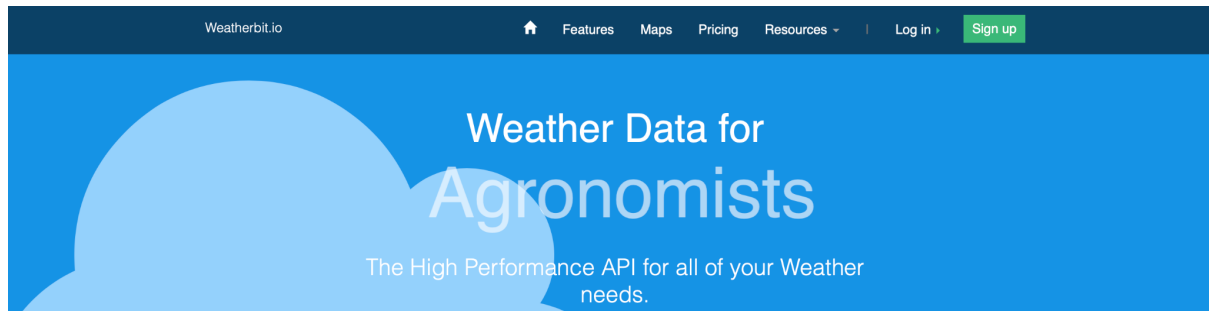 Weatherbit.io Features Maps Pricing Resources Log in Sign up
Weather Data for
Agronomists
The High Performance API for all of your Weather
needs.